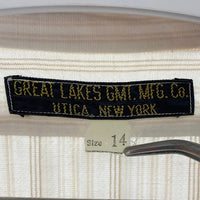 GREAT LAKES GMT. MFG. Co.
UTICA, NEW YORK
Size 14